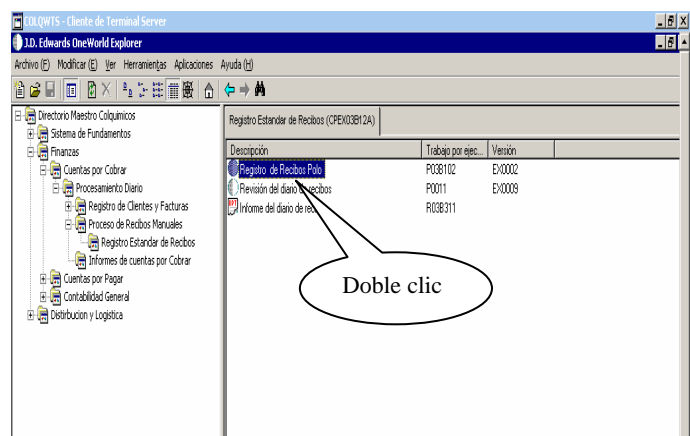 COLQWTS - Cliente de Terminal Server
J.D. Edwards OneWorld Explorer
Archivo (F) Modificar (E) Ver Herramientas Aplicaciones Ayuda (H)
Directorio Maestro Colquimicos
Sistema de Fundamentos
Finanzas
Cuentas por Cobrar
Procesamiento Diario
Registro de Clientes y Facturas
Proceso de Recibos Manuales
Registro Estandar de Recibos
Informes de cuentas por Cobrar
Cuentas por Pagar
Contabilidad General
Distirbucion y Logistica
Registro Estandar de Recibos (CPEX03B12A)
Descripción Trabajo por ejec... Versión
Registro de Recibos Polo P03B102 EX0002
Revisión del diario de recibos P0011 EX0009
Informe del diario de rec R03B311
Doble clic